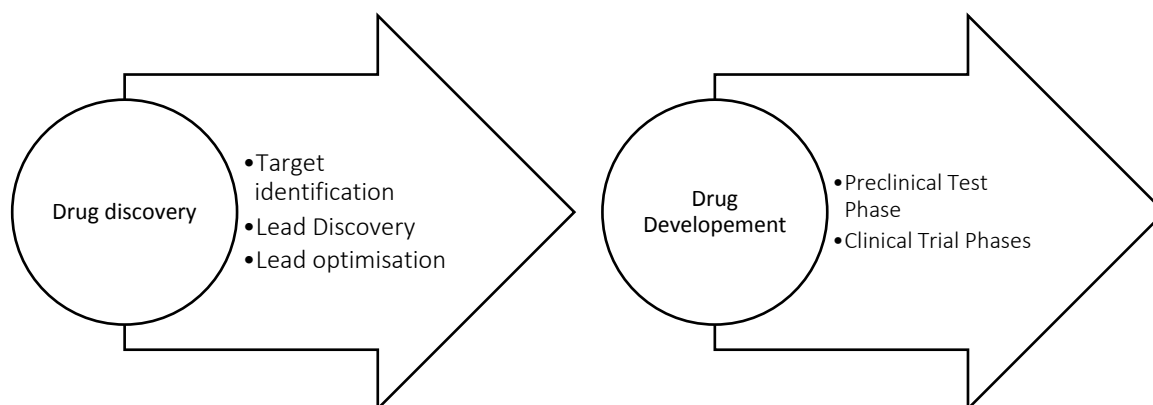 Drug discovery
•Target
identification
•Lead Discovery
•Lead optimisation
Drug
Developement
•Preclinical Test
Phase
•Clinical Trial Phases